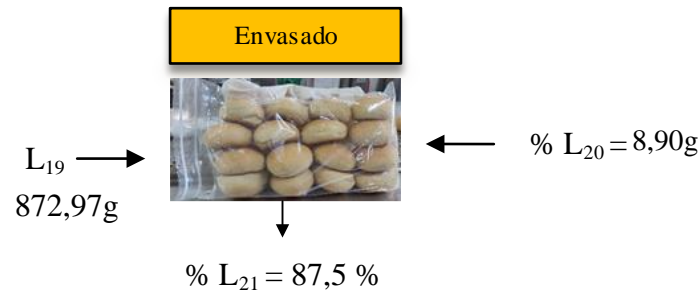 Envasado
L₁₉
872,97g
% L₂₀ = 8,90g
% L₂₁ = 87,5 %